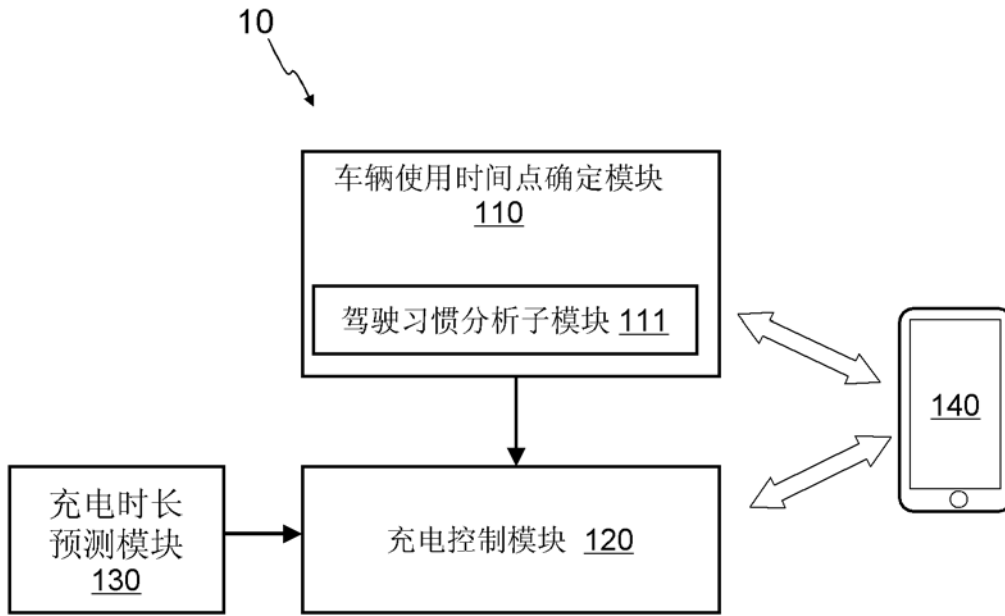 10
车辆使用时间点确定模块
110
驾驶习惯分析子模块 111
140
充电时长
预测模块
130
充电控制模块 120